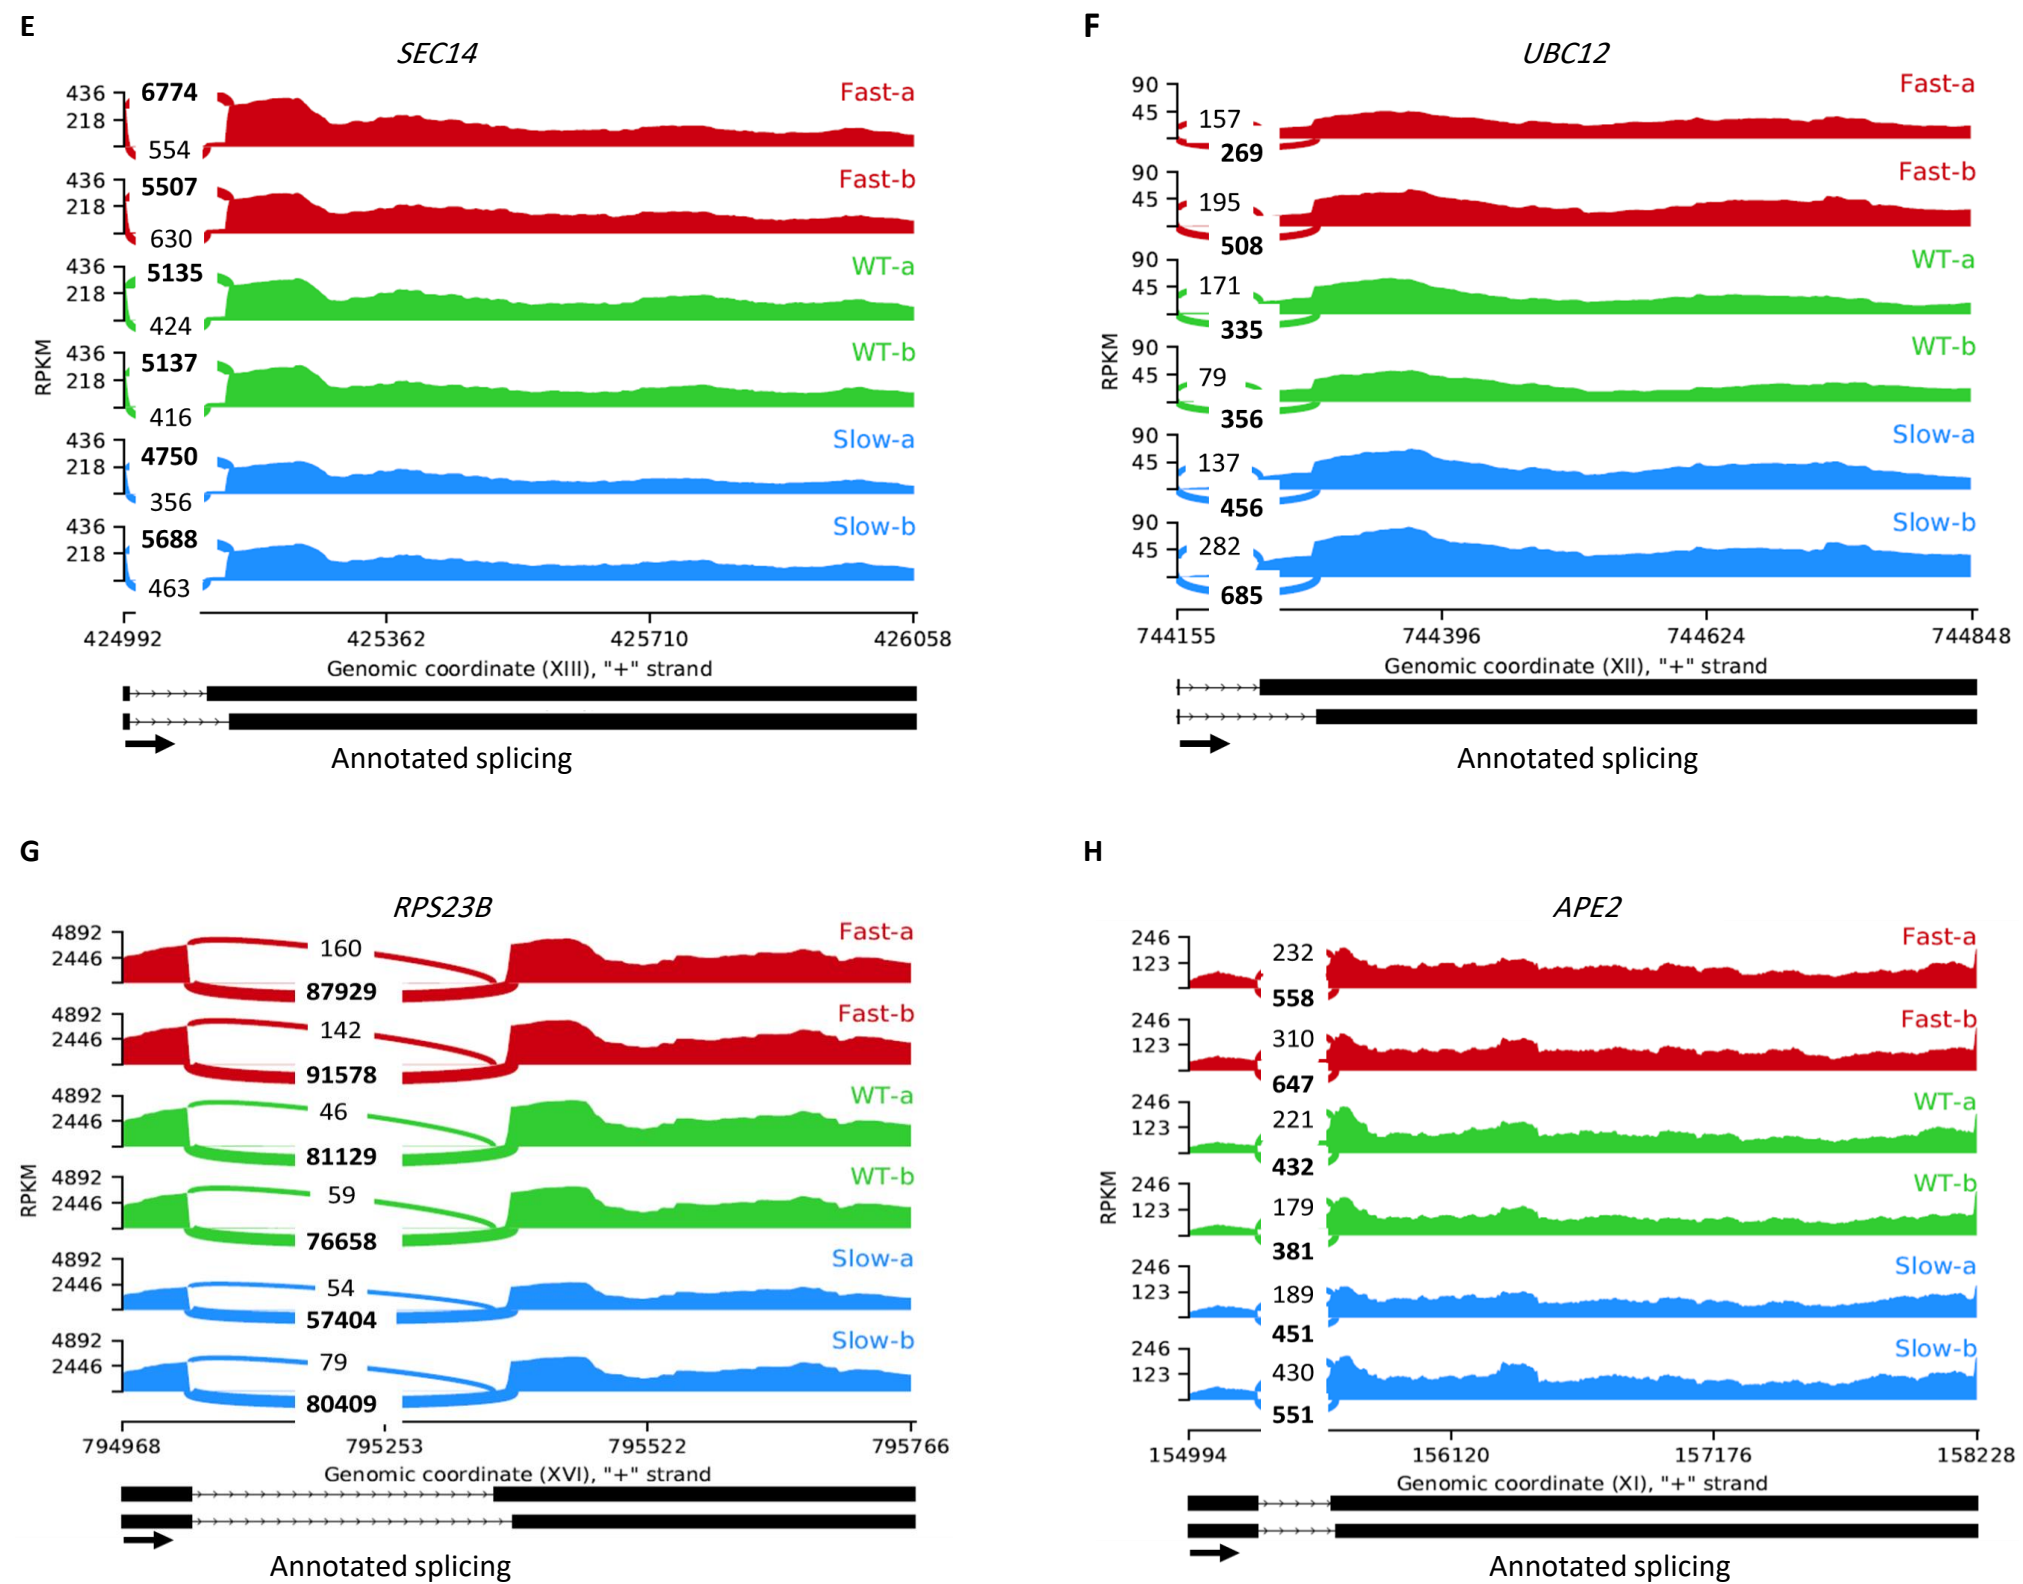 E
SEC14
Fast-a
436
218
6774
554
Fast-b
436
218
5507
630
WT-a
436
218
5135
424
WT-b
436
218
5137
416
Slow-a
436
218
4750
356
Slow-b
436
218
5688
463
RPKM
424992 425362 425710 426058
Genomic coordinate (XIII), "+" strand
Annotated splicing
F
UBC12
Fast-a
90
45
157
269
Fast-b
90
45
195
508
WT-a
90
45
171
335
WT-b
90
45
79
356
Slow-a
90
45
137
456
Slow-b
90
45
282
685
RPKM
744155 744396 744624 744848
Genomic coordinate (XII), "+" strand
Annotated splicing
G
RPS23B
Fast-a
4892
2446
160
87929
Fast-b
4892
2446
142
91578
WT-a
4892
2446
46
81129
WT-b
4892
2446
59
76658
Slow-a
4892
2446
54
57404
Slow-b
4892
2446
79
80409
RPKM
794968 795253 795522 795766
Genomic coordinate (XVI), "+" strand
Annotated splicing
H
APE2
Fast-a
246
123
232
558
Fast-b
246
123
310
647
WT-a
246
123
221
432
WT-b
246
123
179
381
Slow-a
246
123
189
451
Slow-b
246
123
430
551
RPKM
154994 156120 157176 158228
Genomic coordinate (XI), "+" strand
Annotated splicing